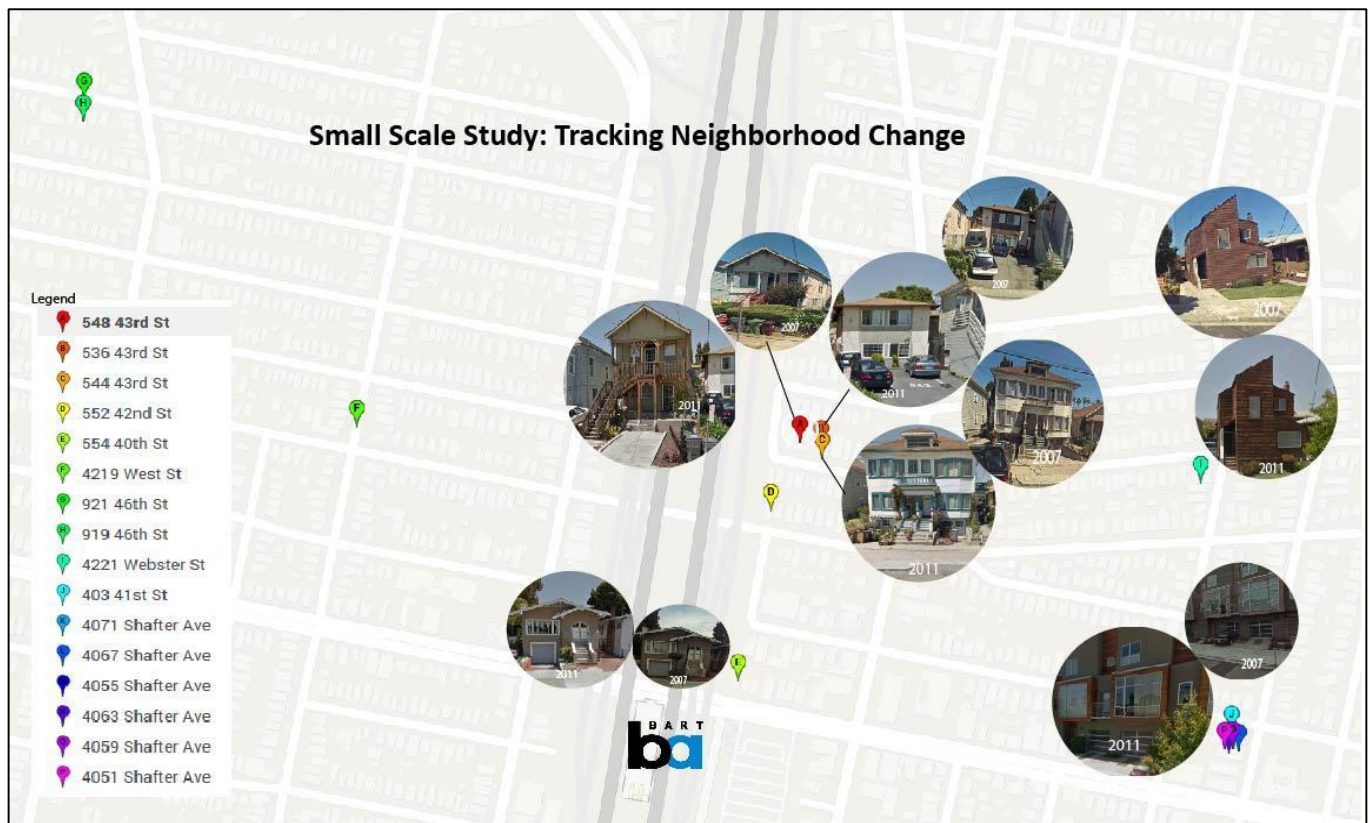 G
H
Small Scale Study: Tracking Neighborhood Change
2007
2007
2007
Legend
A 548 43rd St
B 536 43rd St
C 544 43rd St
D 552 42nd St
E 554 40th St
F 4219 West St
G 921 46th St
H 919 46th St
I 4221 Webster St
J 403 41st St
K 4071 Shafter Ave
L 4067 Shafter Ave
4055 Shafter Ave
4063 Shafter Ave
4059 Shafter Ave
P 4051 Shafter Ave
2011
2011
2007
2011
F
A
C
I
D
2011
2011
2007
E
2007
2011
J
BART
ba